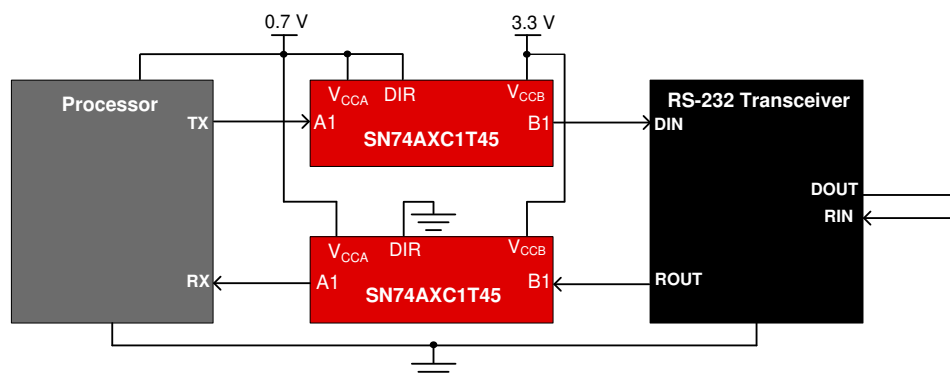 0.7 V
3.3 V
Processor
TX
RX
VCCA
DIR
VCCB
A1
B1
SN74AXC1T45
VCCA
DIR
VCCB
A1
B1
SN74AXC1T45
RS-232 Transceiver
DIN
DOUT
RIN
ROUT